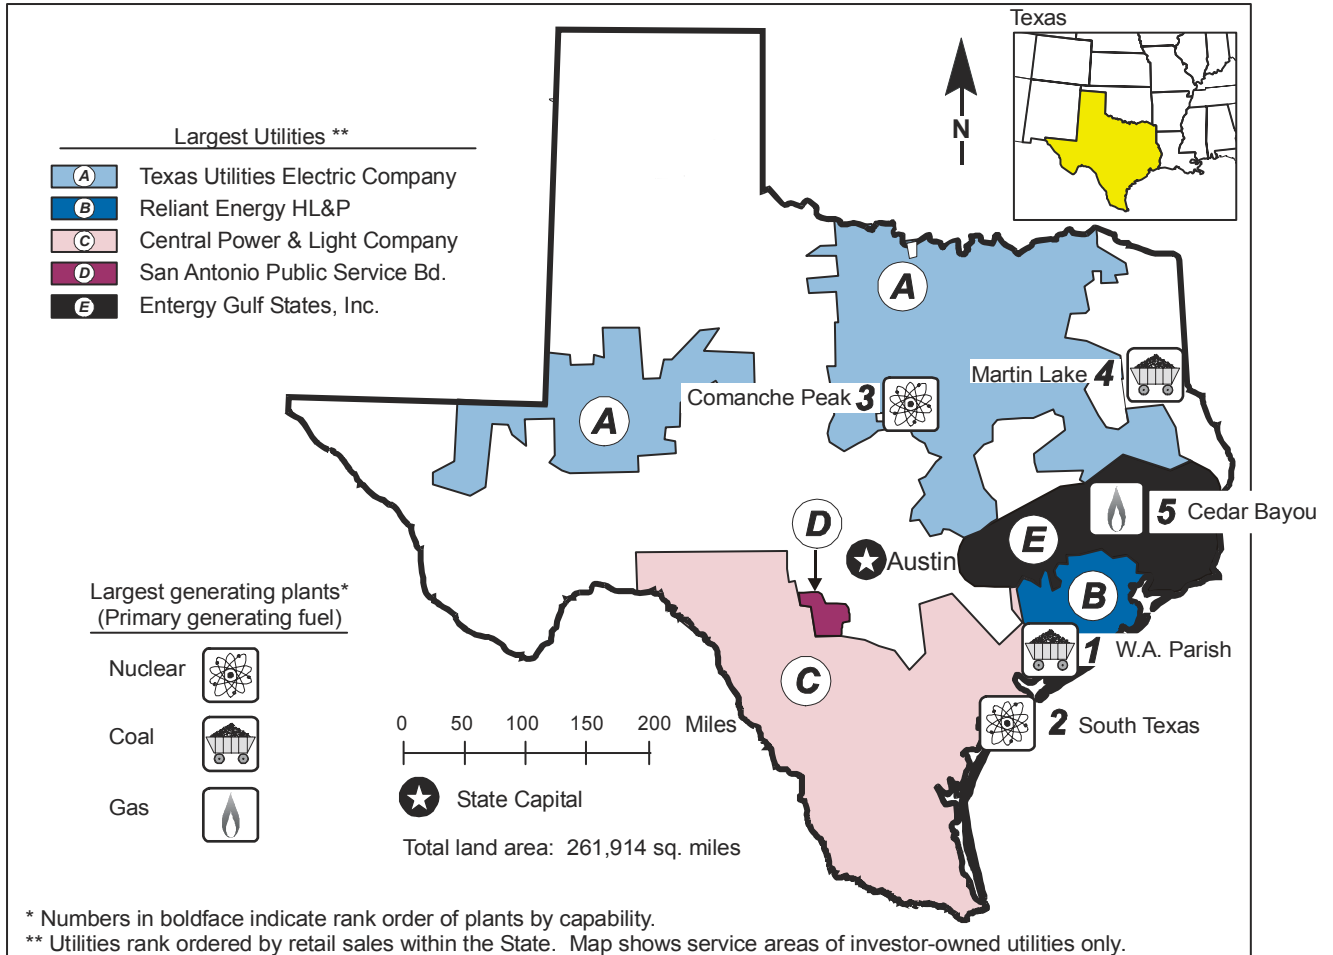 Texas
N
Largest Utilities **
A Texas Utilities Electric Company
B Reliant Energy HL&P
C Central Power & Light Company
D San Antonio Public Service Bd.
E Entergy Gulf States, Inc.
A
Martin Lake 4
Comanche Peak 3
A
5 Cedar Bayou
D
E
Austin
B
Largest generating plants*
(Primary generating fuel)
1 W.A. Parish
Nuclear
C
2 South Texas
0 50 100 150 200 Miles
Coal
State Capital
Gas
Total land area: 261,914 sq. miles
* Numbers in boldface indicate rank order of plants by capability.
** Utilities rank ordered by retail sales within the State. Map shows service areas of investor-owned utilities only.